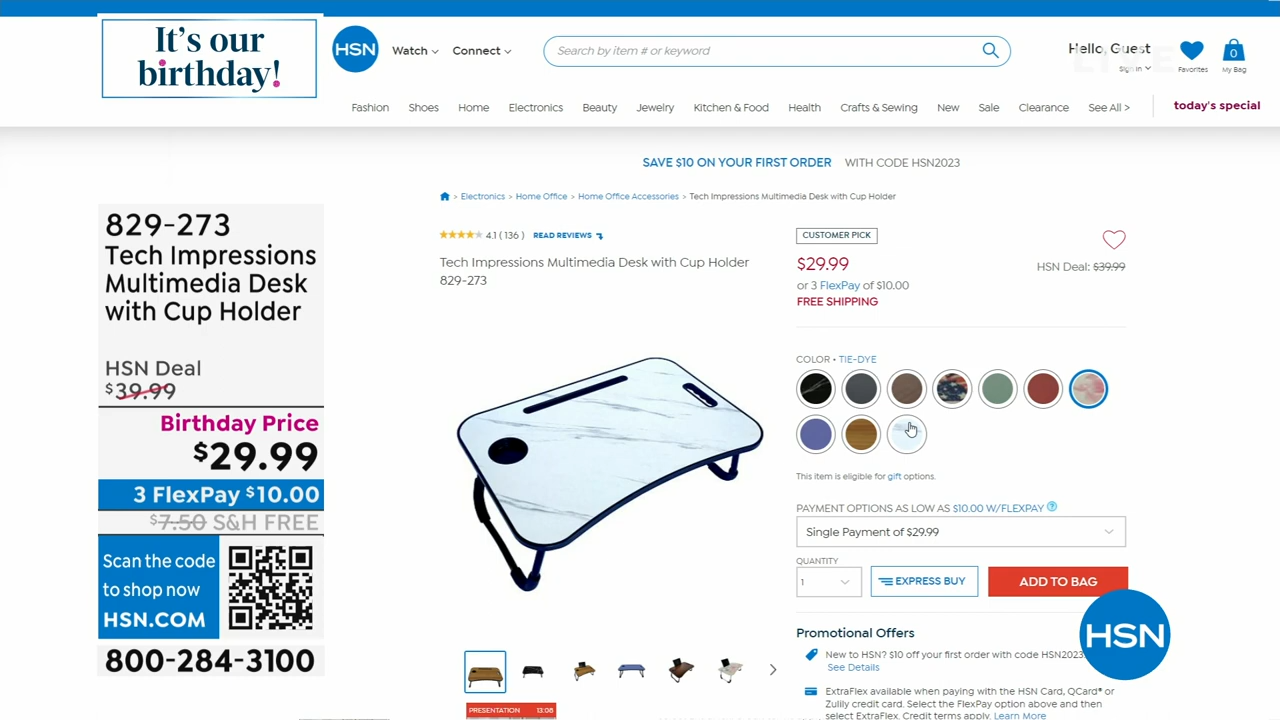 It's our
birthday!
HSN
Watch
Connect
Search by item # or keyword
Hello, Guest
Sign In
Favorites
0
My Bag
Fashion
Shoes
Home
Electronics
Beauty
Jewelry
Kitchen & Food
Health
Crafts & Sewing
New
Sale
Clearance
See All >
today's special
SAVE $10 ON YOUR FIRST ORDER WITH CODE HSN2023
> Electronics > Home Office > Home Office Accessories > Tech Impressions Multimedia Desk with Cup Holder
829-273
Tech Impressions
Multimedia Desk
with Cup Holder
HSN Deal
$39.99
Birthday Price
$29.99
3 FlexPay $10.00
$7.50 S&H FREE
Scan the code
to shop now
HSN.COM
800-284-3100
4.1 ( 136 ) READ REVIEWS
Tech Impressions Multimedia Desk with Cup Holder
829-273
CUSTOMER PICK
$29.99
HSN Deal: $39.99
or 3 FlexPay of $10.00
FREE SHIPPING
COLOR • TIE-DYE
This item is eligible for gift options.
PAYMENT OPTIONS AS LOW AS $10.00 W/FLEXPAY ?
Single Payment of $29.99
QUANTITY
1
EXPRESS BUY
ADD TO BAG
Promotional Offers
New to HSN? $10 off your first order with code HSN2023
See Details
ExtraFlex available when paying with the HSN Card, QCard® or
Zulily credit card. Select the FlexPay option above and then
select ExtraFlex. Credit terms apply. Learn More
HSN
PRESENTATION 13:06